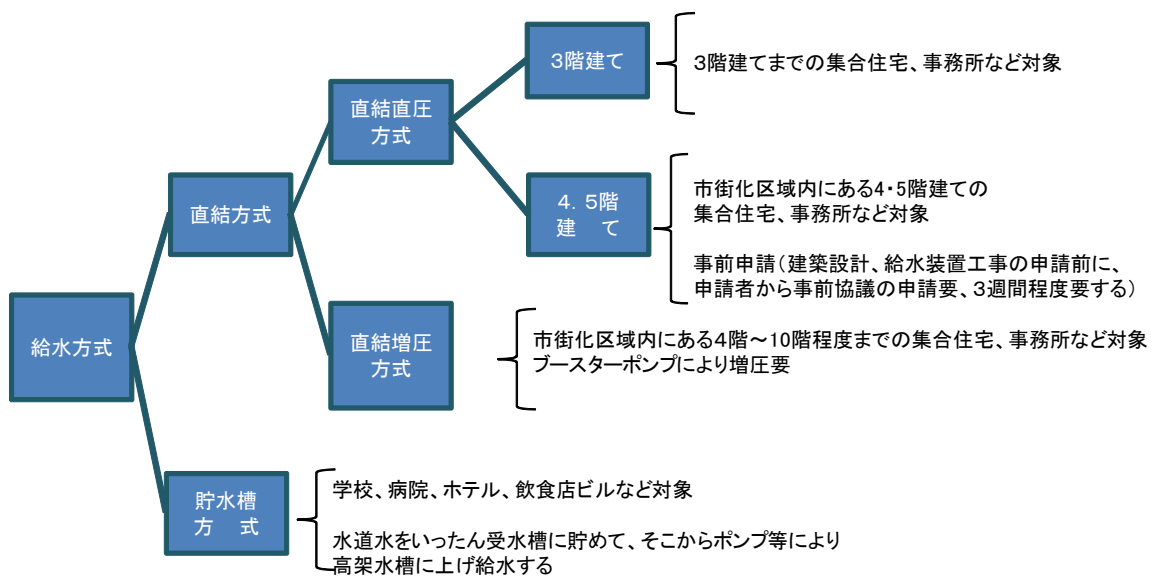 給水方式
直結方式
直結直圧
方式
3階建て
3階建てまでの集合住宅、事務所など対象
4．5階
建　て
市街化区域内にある4・5階建ての
集合住宅、事務所など対象
事前申請（建築設計、給水装置工事の申請前に、
申請者から事前協議の申請要、3週間程度要する）
直結増圧
方式
市街化区域内にある4階～10階程度までの集合住宅、事務所など対象
ブースターポンプにより増圧要
貯水槽
方　式
学校、病院、ホテル、飲食店ビルなど対象
水道水をいったん受水槽に貯めて、そこからポンプ等により
高架水槽に上げ給水する